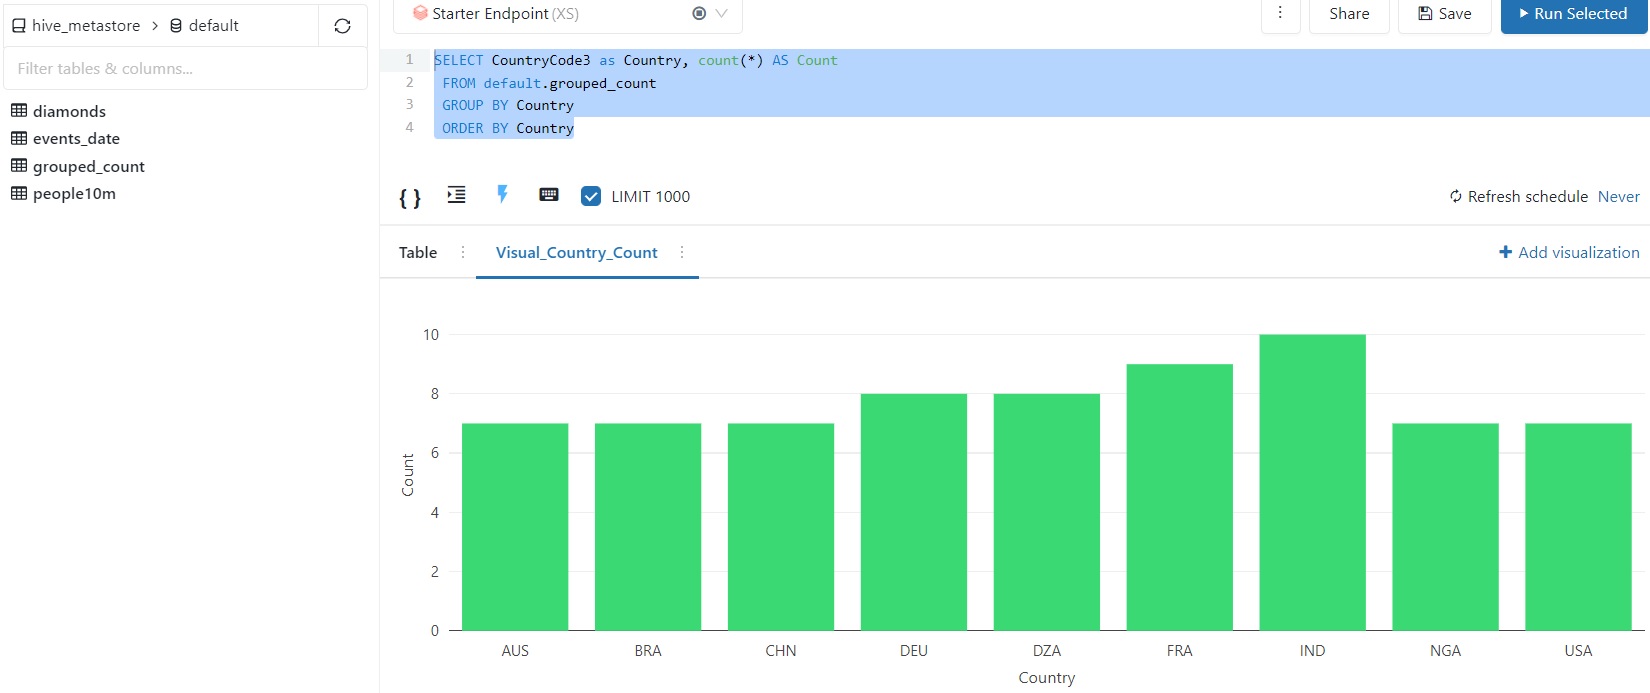 hive_metastore > default
Filter tables & columns...
diamonds
events_date
grouped_count
people10m
Starter Endpoint (XS)
Share
Save
Run Selected
1 SELECT CountryCode3 as Country, count(*) AS Count
2 FROM default.grouped_count
3 GROUP BY Country
4 ORDER BY Country
{ }
LIMIT 1000
Refresh schedule Never
Table
Visual_Country_Count
+ Add visualization
10
8
6
4
2
0
Count
AUS BRA CHN DEU DZA FRA IND NGA USA
Country